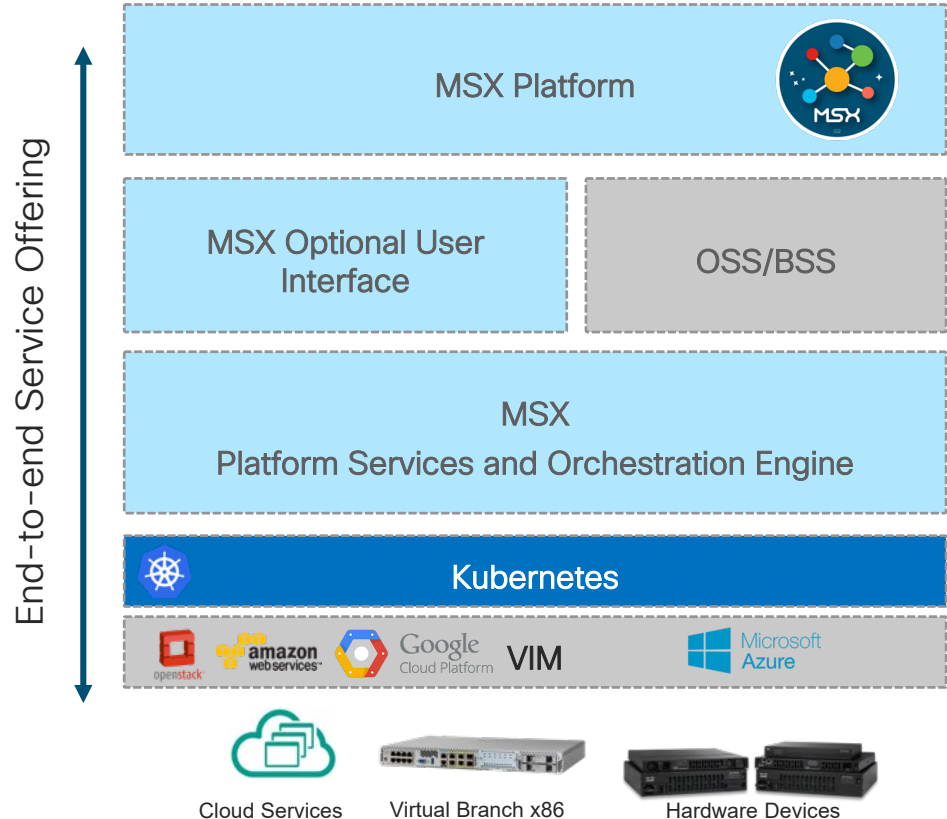 MSX Platform
MSX
End-to-end Service Offering
MSX Optional User
Interface
OSS/BSS
MSX
Platform Services and Orchestration Engine
Kubernetes
openstack
amazon
webservices™
Google
Cloud Platform
VIM
Microsoft
Azure
Cloud Services
Virtual Branch x86
Hardware Devices